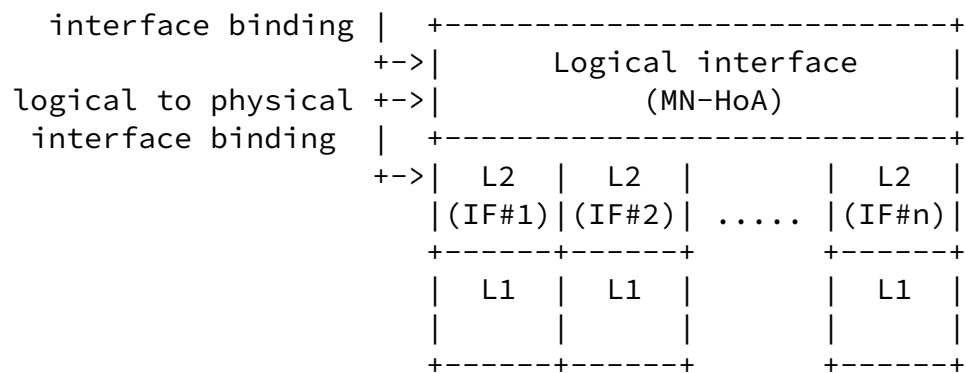 interface binding |  +---------------------------+
                  +->|      Logical interface      |
logical to physical +->|          (MN-HoA)           |
 interface binding  |  +---------------------------+
                  +->|  L2  |  L2  |       |  L2  |
                     |(IF#1)|(IF#2)| ..... |(IF#n)|
                     +------+------+       +------+
                     |  L1  |  L1  |       |  L1  |
                     |      |      |       |      |
                     +------+------+       +------+